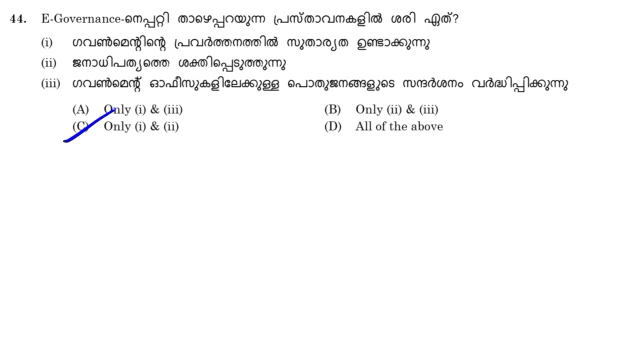 44. E-Governance-നെപ്പറ്റി താഴെപ്പറയുന്ന പ്രസ്താവനകളിൽ ശരി ഏത്?
(i) ഗവൺമെന്റിന്റെ പ്രവർത്തനത്തിൽ സുതാര്യത ഉണ്ടാക്കുന്നു
(ii) ജനാധിപത്യത്തെ ശക്തിപ്പെടുത്തുന്നു
(iii) ഗവൺമെന്റ് ഓഫീസുകളിലേക്കുള്ള പൊതുജനങ്ങളുടെ സന്ദർശനം വർദ്ധിപ്പിക്കുന്നു
(A) Only (i) & (iii) (B) Only (ii) & (iii)
(C) Only (i) & (ii) (D) All of the above